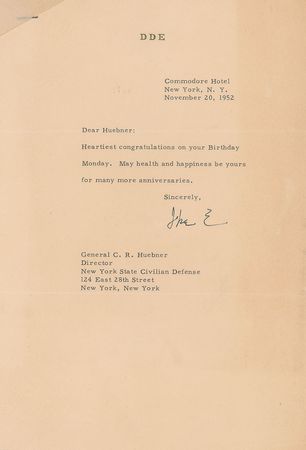 DDE
Commodore Hotel
New York, N. Y.
November 20, 1952
Dear Huebner:
Heartiest congratulations on your Birthday
Monday. May health and happiness be yours
for many more anniversaries.
Sincerely,
Ike E
General C. R. Huebner
Director
New York State Civilian Defense
124 East 28th Street
New York, New York